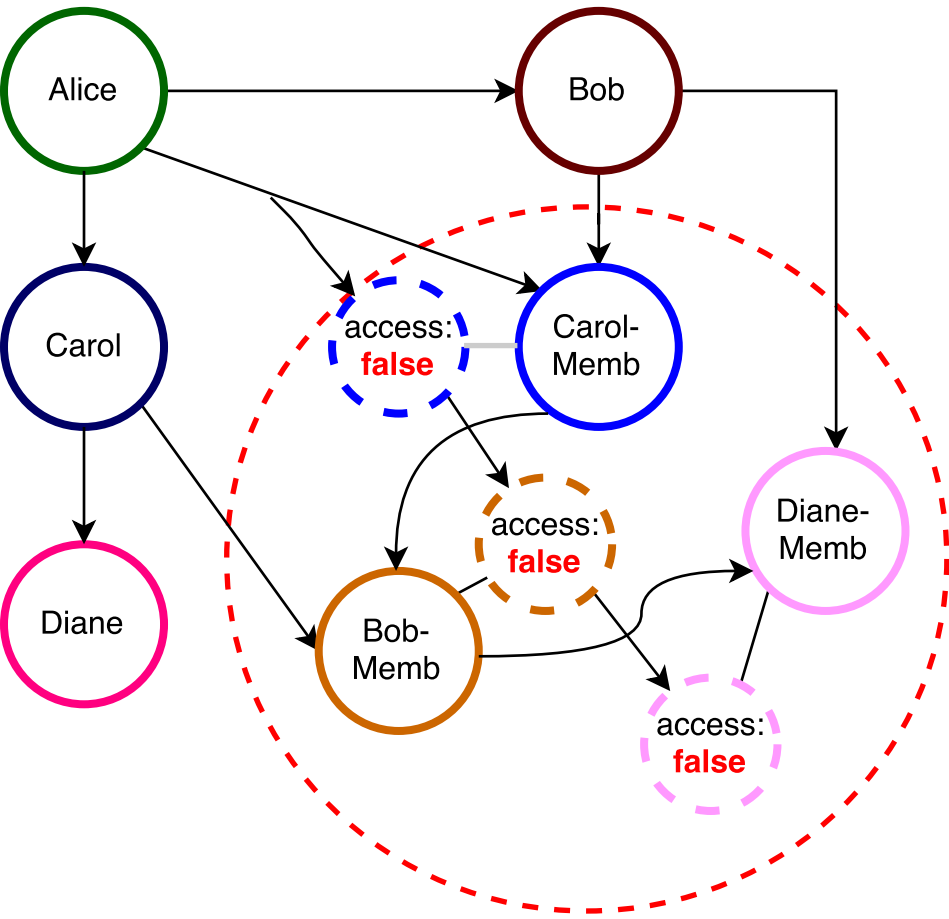 Alice
Bob
Carol
access:
false
Carol-
Memb
access:
false
Diane-
Memb
Diane
Bob-
Memb
access:
false